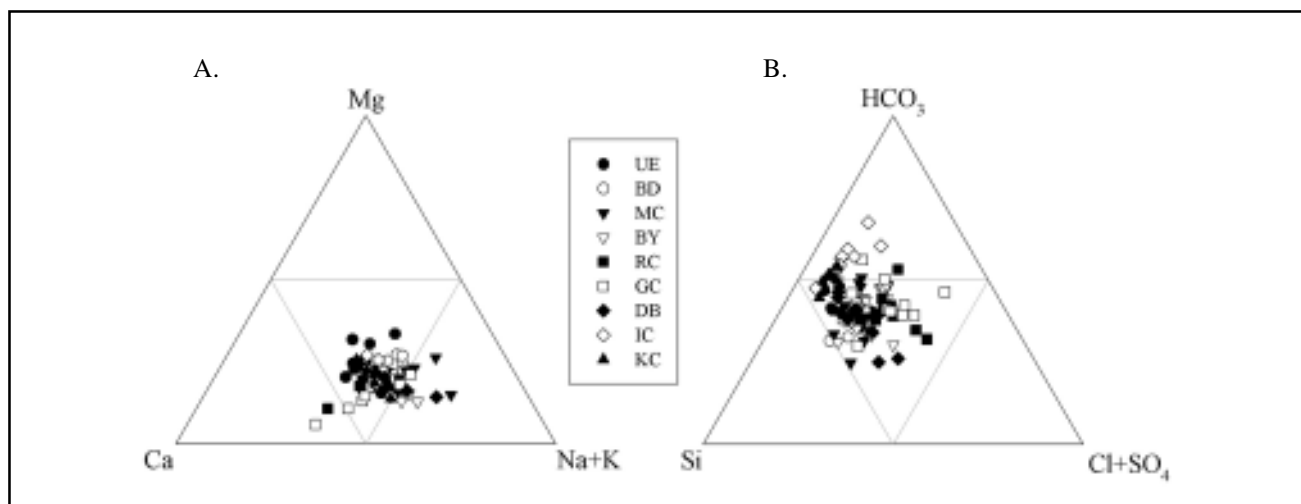 A.
B.
Mg
HCO₃
UE
BD
MC
BY
RC
GC
DB
IC
KC
Ca
Na+K
Si
Cl+SO₄